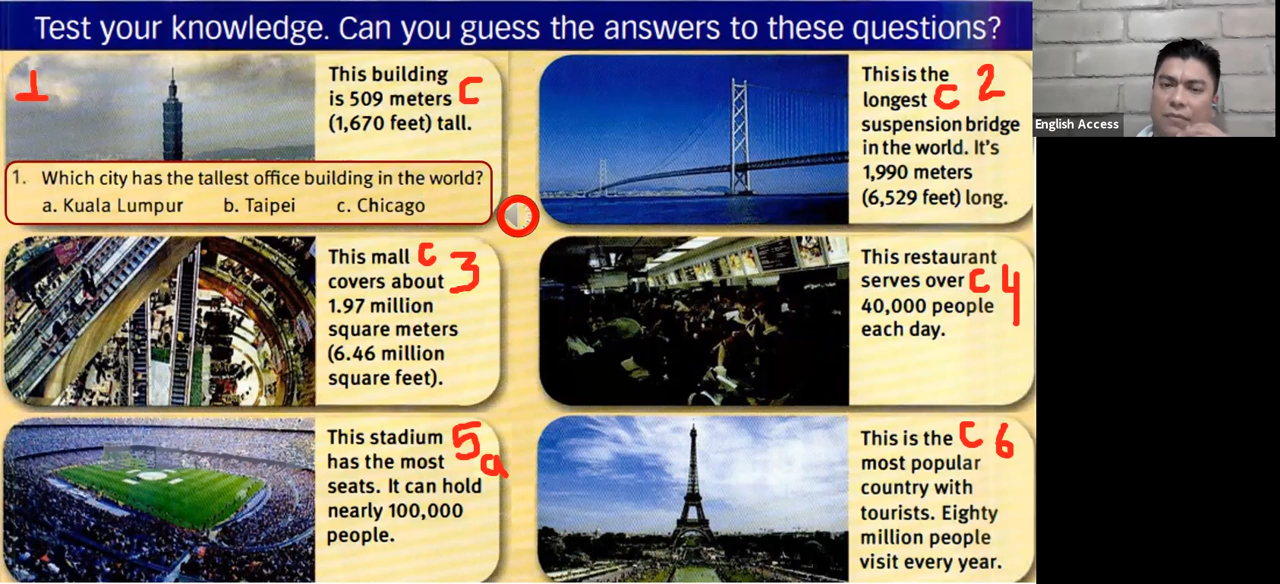 Test your knowledge. Can you guess the answers to these questions?
1
This building
is 509 meters C
(1,670 feet) tall.
1. Which city has the tallest office building in the world?
a. Kuala Lumpur b. Taipei c. Chicago
This is the 2
longest C
suspension bridge
in the world. It's
1,990 meters
(6,529 feet) long.
English Access
This mall C
covers about 3
1.97 million
square meters
(6.46 million
square feet).
This restaurant
serves over C 4
40,000 people
each day.
This stadium 5
has the most a
seats. It can hold
nearly 100,000
people.
This is the C 6
most popular
country with
tourists. Eighty
million people
visit every year.